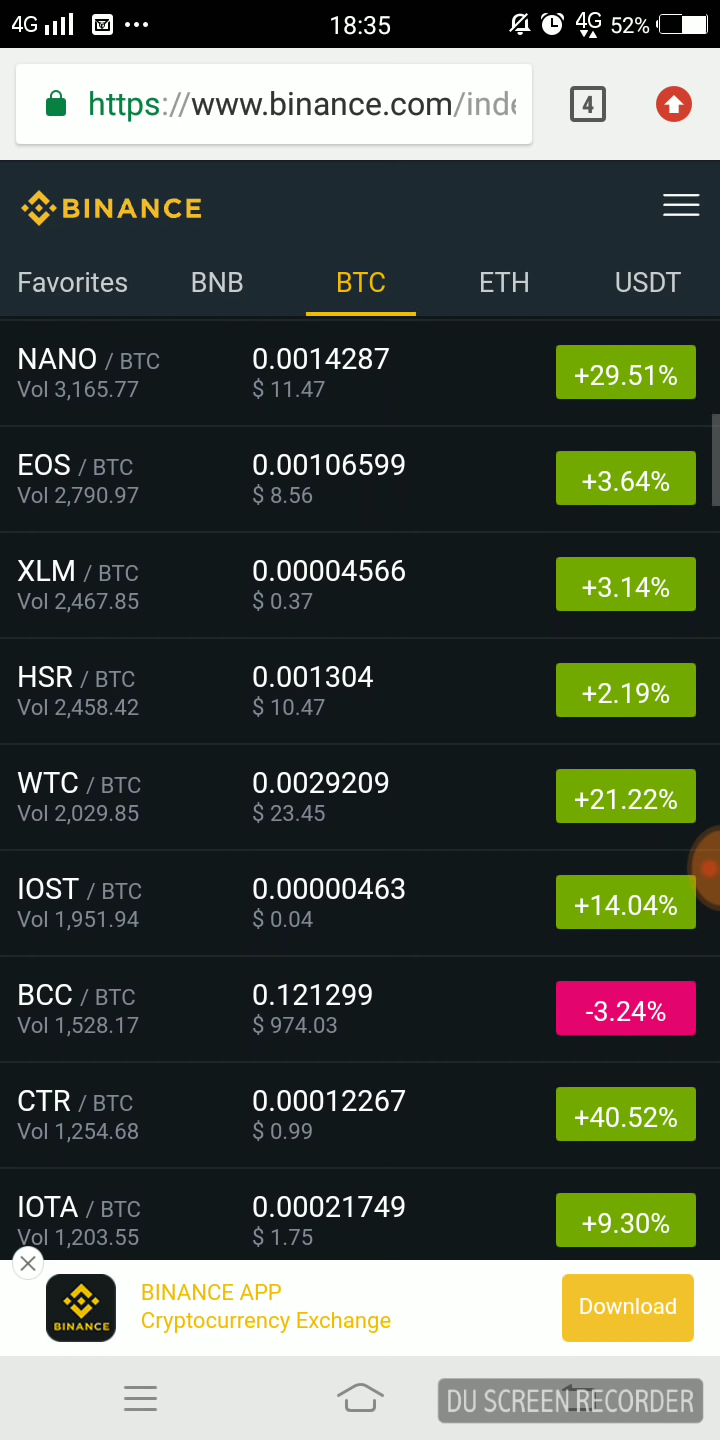 4G 18:35 4G 52%
https://www.binance.com/inde 4
BINANCE
Favorites BNB BTC ETH USDT
NANO / BTC 0.0014287 +29.51%
Vol 3,165.77 $ 11.47
EOS / BTC 0.00106599 +3.64%
Vol 2,790.97 $ 8.56
XLM / BTC 0.00004566 +3.14%
Vol 2,467.85 $ 0.37
HSR / BTC 0.001304 +2.19%
Vol 2,458.42 $ 10.47
WTC / BTC 0.0029209 +21.22%
Vol 2,029.85 $ 23.45
IOST / BTC 0.00000463 +14.04%
Vol 1,951.94 $ 0.04
BCC / BTC 0.121299 -3.24%
Vol 1,528.17 $ 974.03
CTR / BTC 0.00012267 +40.52%
Vol 1,254.68 $ 0.99
IOTA / BTC 0.00021749 +9.30%
Vol 1,203.55 $ 1.75
BINANCE APP
Cryptocurrency Exchange
Download
BINANCE
DU SCREEN RECORDER